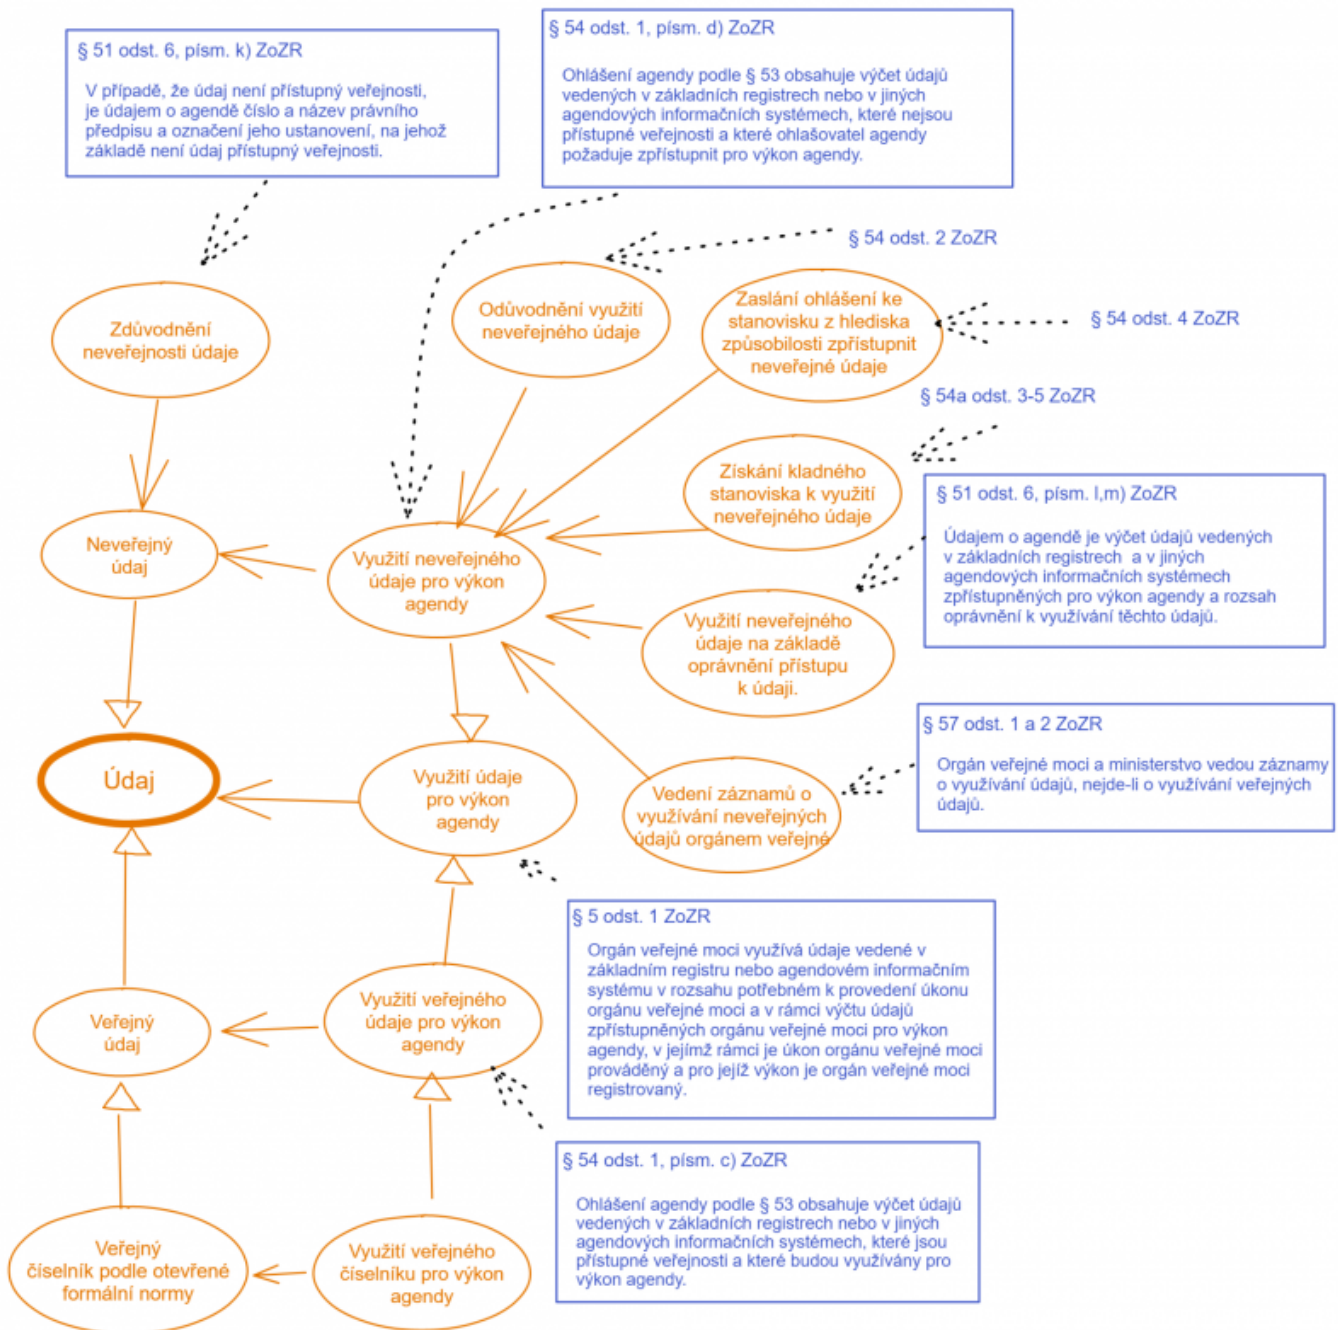 § 51 odst. 6, písm. k) ZoZR
V případě, že údaj není přístupný veřejnosti,
je údajem o agendě číslo a název právního
předpisu a označení jeho ustanovení, na jehož
základě není údaj přístupný veřejnosti.
§ 54 odst. 1, písm. d) ZoZR
Ohlášení agendy podle § 53 obsahuje výčet údajů
vedených v základních registrech nebo v jiných
agendových informačních systémech, které nejsou
přístupné veřejnosti a které ohlašovatel agendy
požaduje zpřístupnit pro výkon agendy.
§ 54 odst. 2 ZoZR
Zdůvodnění
neveřejnosti údaje
Odůvodnění využití
neveřejného údaje
Zaslání ohlášení ke
stanovisku z hlediska
způsobilosti zpřístupnit
neveřejné údaje
§ 54 odst. 4 ZoZR
§ 54a odst. 3-5 ZoZR
Získání kladného
stanoviska k využití
neveřejného údaje
§ 51 odst. 6, písm. l,m) ZoZR
Údajem o agendě je výčet údajů vedených
v základních registrech a v jiných
agendových informačních systémech
zpřístupněných pro výkon agendy a rozsah
oprávnění k využívání těchto údajů.
Neveřejný
údaj
Využití neveřejného
údaje pro výkon
agendy
Využití neveřejného
údaje na základě
oprávnění přístupu
k údaji.
§ 57 odst. 1 a 2 ZoZR
Orgán veřejné moci a ministerstvo vedou záznamy
o využívání údajů, nejde-li o využívání veřejných
údajů.
Údaj
Využití údaje
pro výkon
agendy
Vedení záznamů o
využívání neveřejných
údajů orgánem veřejné
§ 5 odst. 1 ZoZR
Orgán veřejné moci využívá údaje vedené v
základním registru nebo agendovém informačním
systému v rozsahu potřebném k provedení úkonu
orgánu veřejné moci a v rámci výčtu údajů
zpřístupněných orgánu veřejné moci pro výkon
agendy, v jejímž rámci je úkon orgánu veřejné moci
prováděný a pro jejíž výkon je orgán veřejné moci
registrovaný.
Veřejný
údaj
Využití veřejného
údaje pro výkon
agendy
§ 54 odst. 1, písm. c) ZoZR
Ohlášení agendy podle § 53 obsahuje výčet údajů
vedených v základních registrech nebo v jiných
agendových informačních systémech, které jsou
přístupné veřejnosti a které budou využívány pro
výkon agendy.
Veřejný
číselník podle otevřené
formální normy
Využití veřejného
číselníku pro výkon
agendy